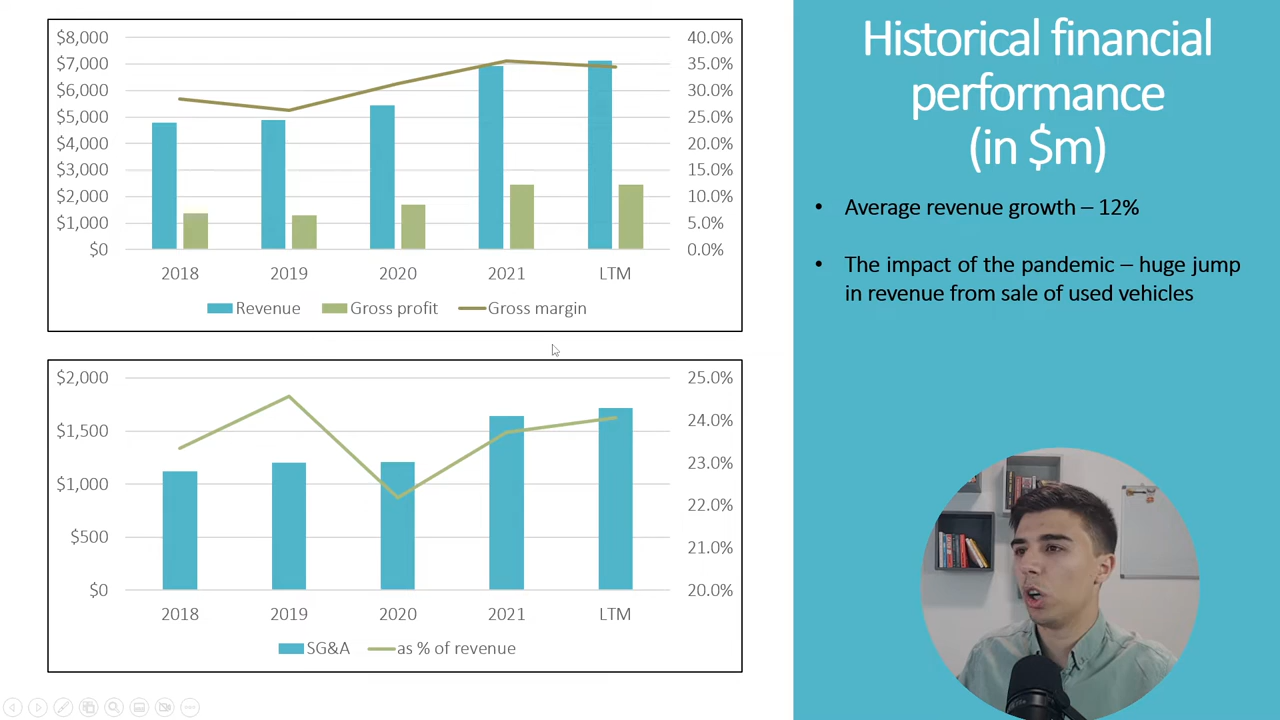 Historical financial
performance
(in $m)
• Average revenue growth – 12%
• The impact of the pandemic – huge jump
in revenue from sale of used vehicles
$8,000
$7,000
$6,000
$5,000
$4,000
$3,000
$2,000
$1,000
$0
40.0%
35.0%
30.0%
25.0%
20.0%
15.0%
10.0%
5.0%
0.0%
2018 2019 2020 2021 LTM
Revenue Gross profit Gross margin
$2,000
$1,500
$1,000
$500
$0
25.0%
24.0%
23.0%
22.0%
21.0%
20.0%
2018 2019 2020 2021 LTM
SG&A as % of revenue